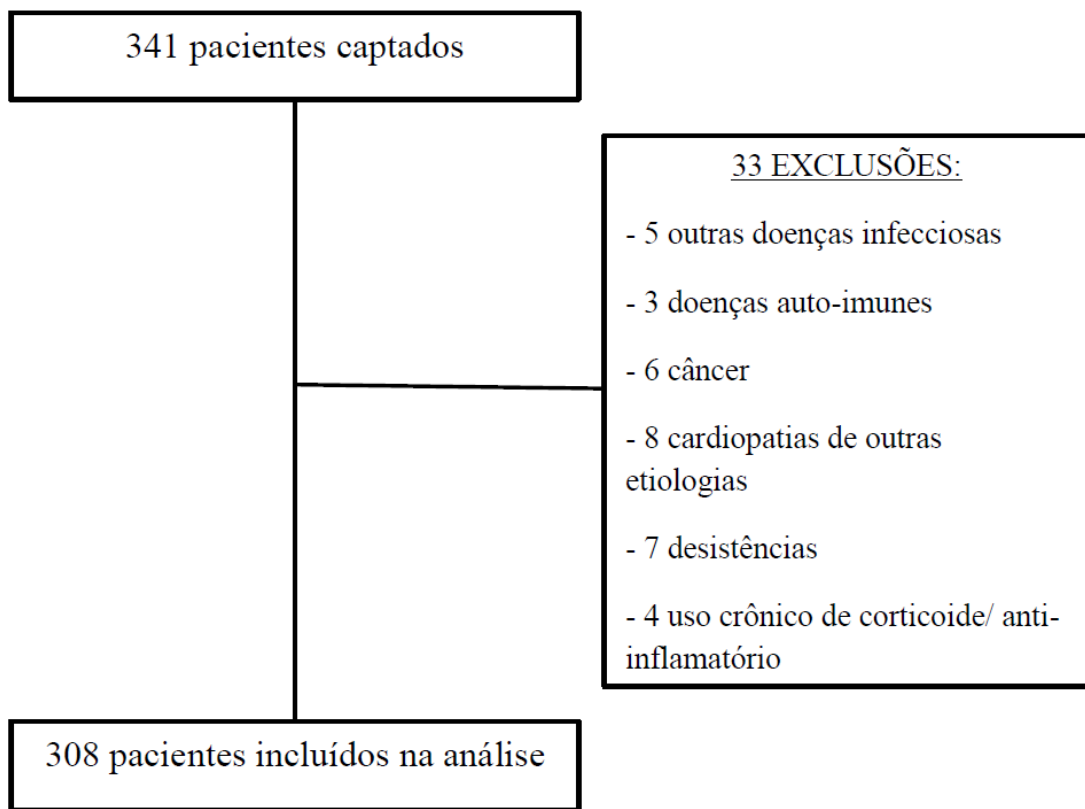 341 pacientes captados
33 EXCLUSÕES:
- 5 outras doenças infecciosas
- 3 doenças auto-imunes
- 6 câncer
- 8 cardiopatias de outras
etiologias
- 7 desistências
- 4 uso crônico de corticoide/ anti-
inflamatório
308 pacientes incluídos na análise